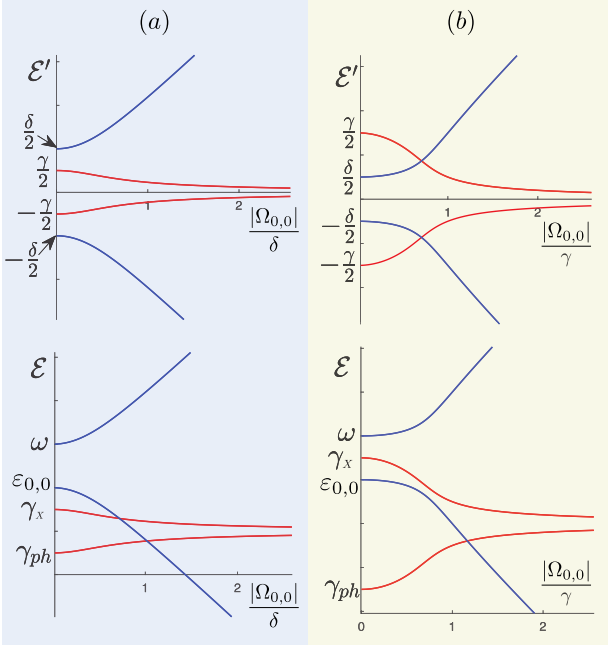 (a)
(b)
ℰ′
δ/2
γ/2
−γ/2
−δ/2
1
2
|Ω₀,₀|/δ
ℰ′
γ/2
δ/2
−δ/2
−γ/2
1
2
|Ω₀,₀|/γ
ℰ
ω
ε₀,₀
γₓ
γₚₕ
1
2
|Ω₀,₀|/δ
ℰ
ω
γₓ
ε₀,₀
γₚₕ
0
1
2
|Ω₀,₀|/γ